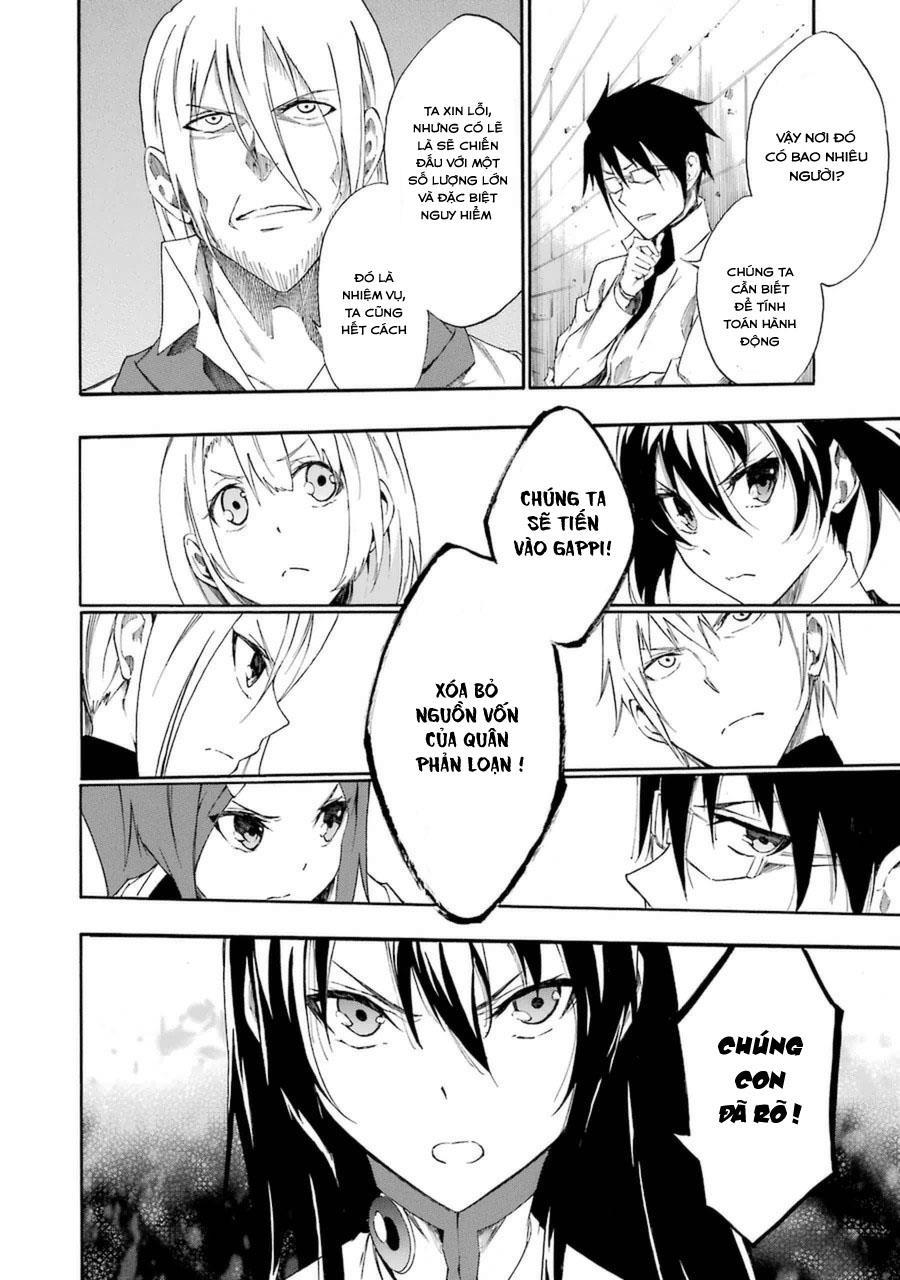 VẬY NƠI ĐÓ
CÓ BAO NHIÊU
NGƯỜI?
CHÚNG TA
CẦN BIẾT
ĐỂ TÍNH
TOÁN HÀNH
ĐỘNG
TA XIN LỖI,
NHƯNG CÓ LẼ
LÀ SẼ CHIẾN
ĐẤU VỚI MỘT
SỐ LƯỢNG LỚN
VÀ ĐẶC BIỆT
NGUY HIỂM
ĐÓ LÀ
NHIỆM VỤ,
TA CŨNG
HẾT CÁCH
CHÚNG TA
SẼ TIẾN
VÀO GAPPI!
XÓA BỎ
NGUỒN VỐN
CỦA QUÂN
PHẢN LOẠN !
CHÚNG
CON
ĐÃ RÕ !